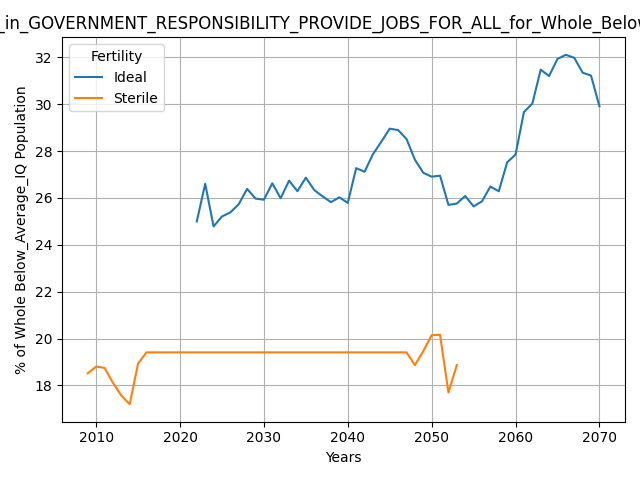 _in_GOVERNMENT_RESPONSIBILITY_PROVIDE_JOBS_FOR_ALL_for_Whole_Below
Fertility
Ideal
Sterile
% of Whole Below_Average_IQ Population
32
30
28
26
24
22
20
18
2010 2020 2030 2040 2050 2060 2070
Years